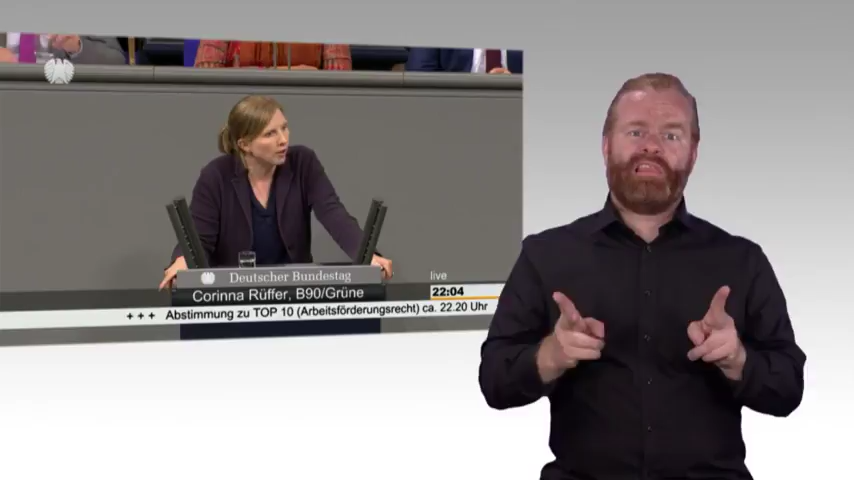 Deutscher Bundestag
live
Corinna Rüffer, B90/Grüne
22:04
+ + + Abstimmung zu TOP 10 (Arbeitsförderungsrecht) ca. 22.20 Uhr